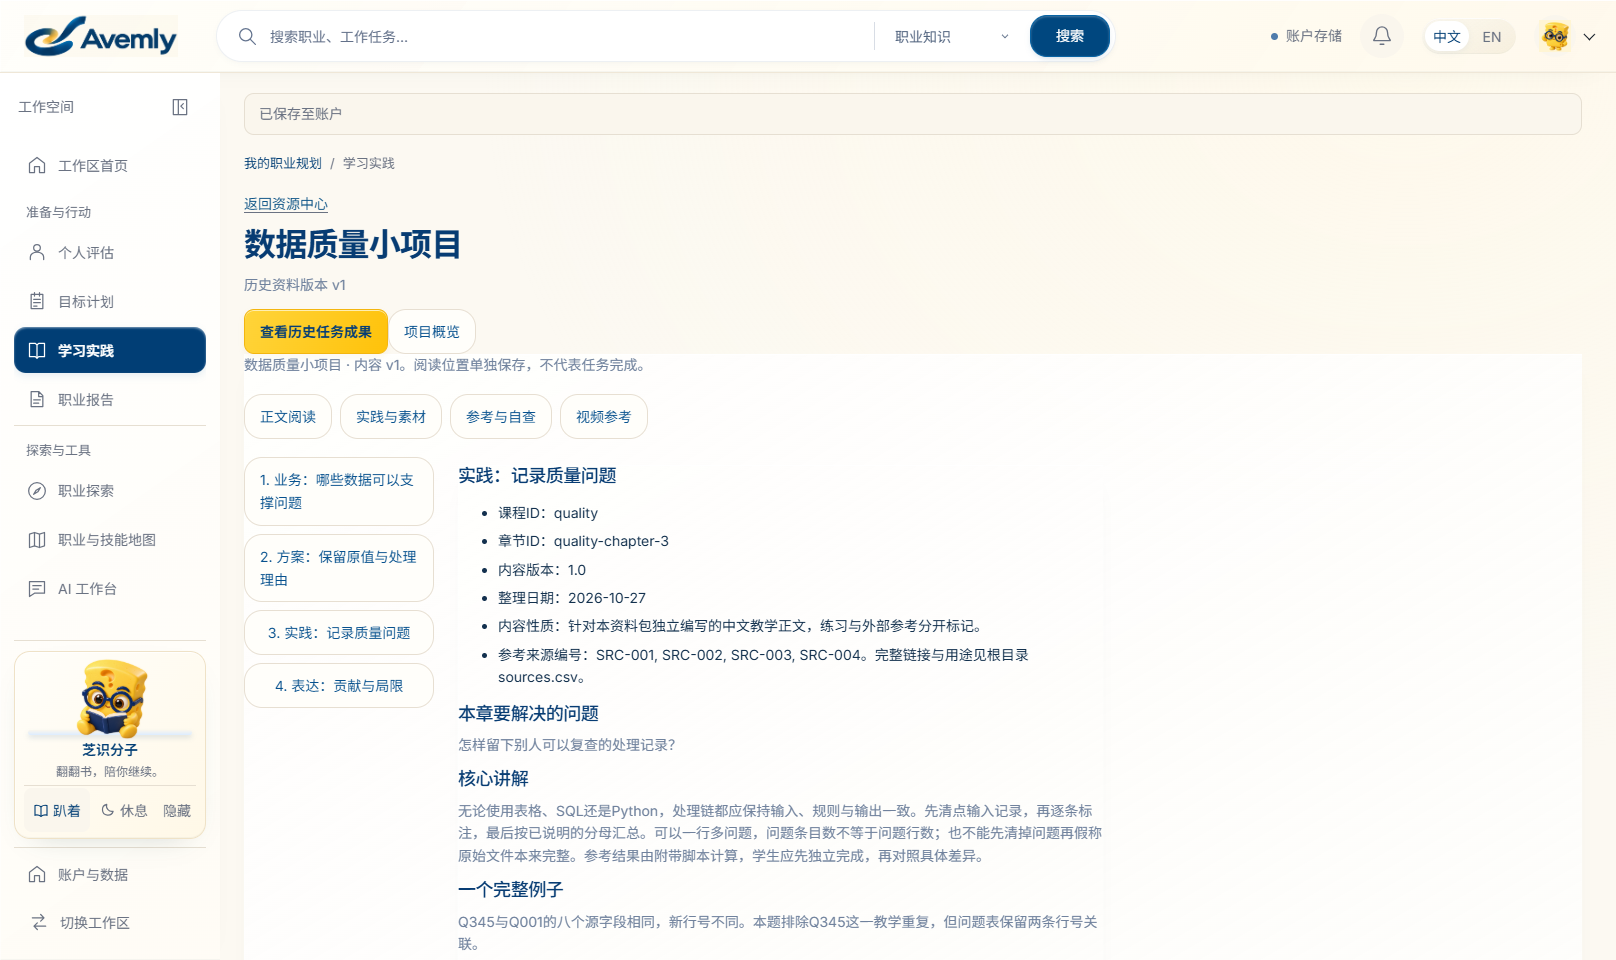 Avemly
搜索职业、工作任务...
职业知识
搜索
账户存储
中文
EN
工作空间
工作区首页
准备与行动
个人评估
目标计划
学习实践
职业报告
探索与工具
职业探索
职业与技能地图
AI 工作台
芝识分子
翻翻书，陪你继续。
趴着
休息
隐藏
账户与数据
切换工作区
已保存至账户
我的职业规划 / 学习实践
返回资源中心
数据质量小项目
历史资料版本 v1
查看历史任务成果
项目概览
数据质量小项目 · 内容 v1。阅读位置单独保存，不代表任务完成。
正文阅读
实践与素材
参考与自查
视频参考
1. 业务：哪些数据可以支
撑问题
2. 方案：保留原值与处理
理由
3. 实践：记录质量问题
4. 表达：贡献与局限
实践：记录质量问题
课程ID：quality
章节ID：quality-chapter-3
内容版本：1.0
整理日期：2026-10-27
内容性质：针对本资料包独立编写的中文教学正文，练习与外部参考分开标记。
参考来源编号：SRC-001, SRC-002, SRC-003, SRC-004。完整链接与用途见根目录
sources.csv。
本章要解决的问题
怎样留下别人可以复查的处理记录？
核心讲解
无论使用表格、SQL还是Python，处理链都应保持输入、规则与输出一致。先清点输入记录，再逐条标
注，最后按已说明的分母汇总。可以一行多问题，问题条目数不等于问题行数；也不能先清掉问题再假称
原始文件本来完整。参考结果由附带脚本计算，学生应先独立完成，再对照具体差异。
一个完整例子
Q345与Q001的八个源字段相同，新行号不同。本题排除Q345这一教学重复，但问题表保留两条行号关
联。